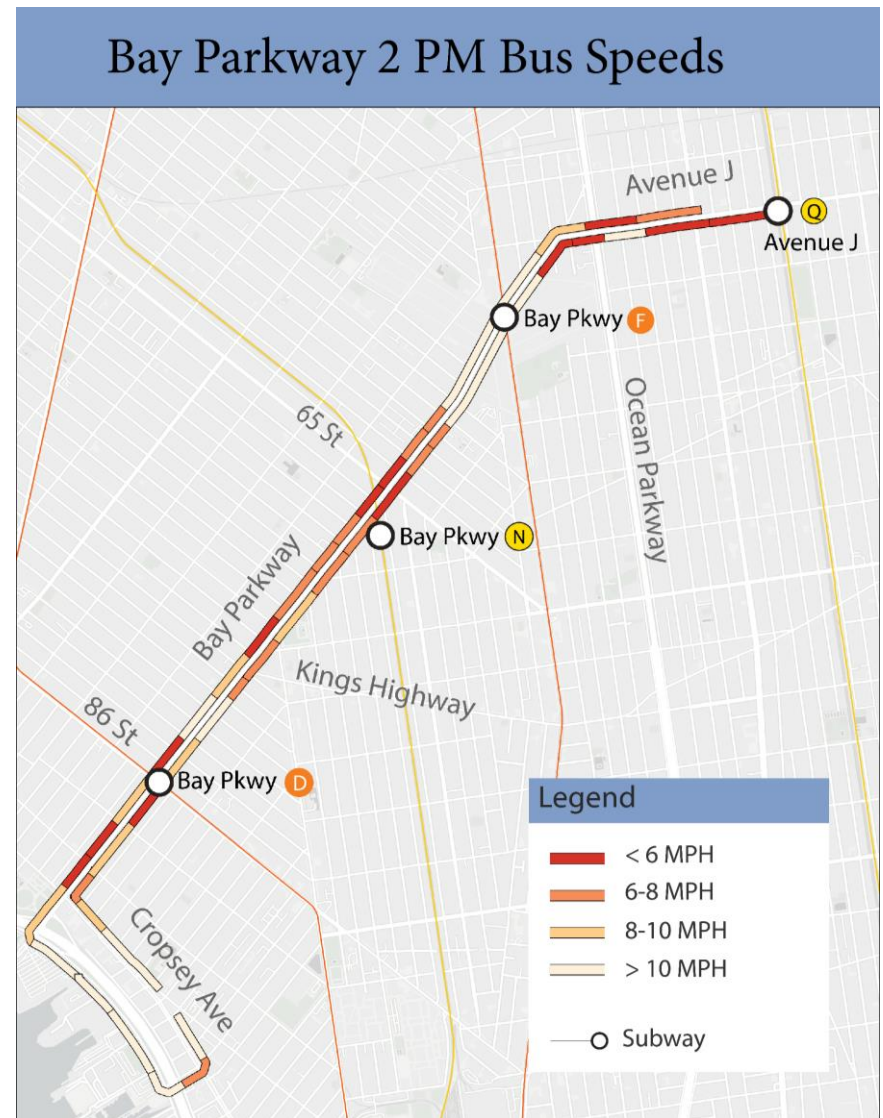 Bay Parkway 2 PM Bus Speeds
Avenue J
Q
Avenue J
Bay Pkwy F
65 St
Ocean Parkway
Bay Pkwy N
Bay Parkway
Kings Highway
86 St
Bay Pkwy D
Cropsey Ave
Legend
< 6 MPH
6-8 MPH
8-10 MPH
> 10 MPH
Subway